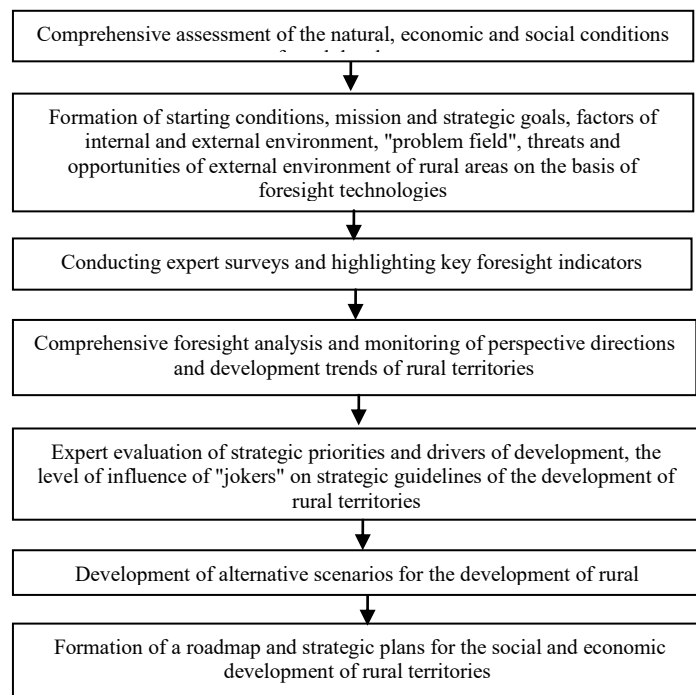 Comprehensive assessment of the natural, economic and social conditions
Formation of starting conditions, mission and strategic goals, factors of
internal and external environment, "problem field", threats and
opportunities of external environment of rural areas on the basis of
foresight technologies
Conducting expert surveys and highlighting key foresight indicators
Comprehensive foresight analysis and monitoring of perspective directions
and development trends of rural territories
Expert evaluation of strategic priorities and drivers of development, the
level of influence of "jokers" on strategic guidelines of the development of
rural territories
Development of alternative scenarios for the development of rural
Formation of a roadmap and strategic plans for the social and economic
development of rural territories